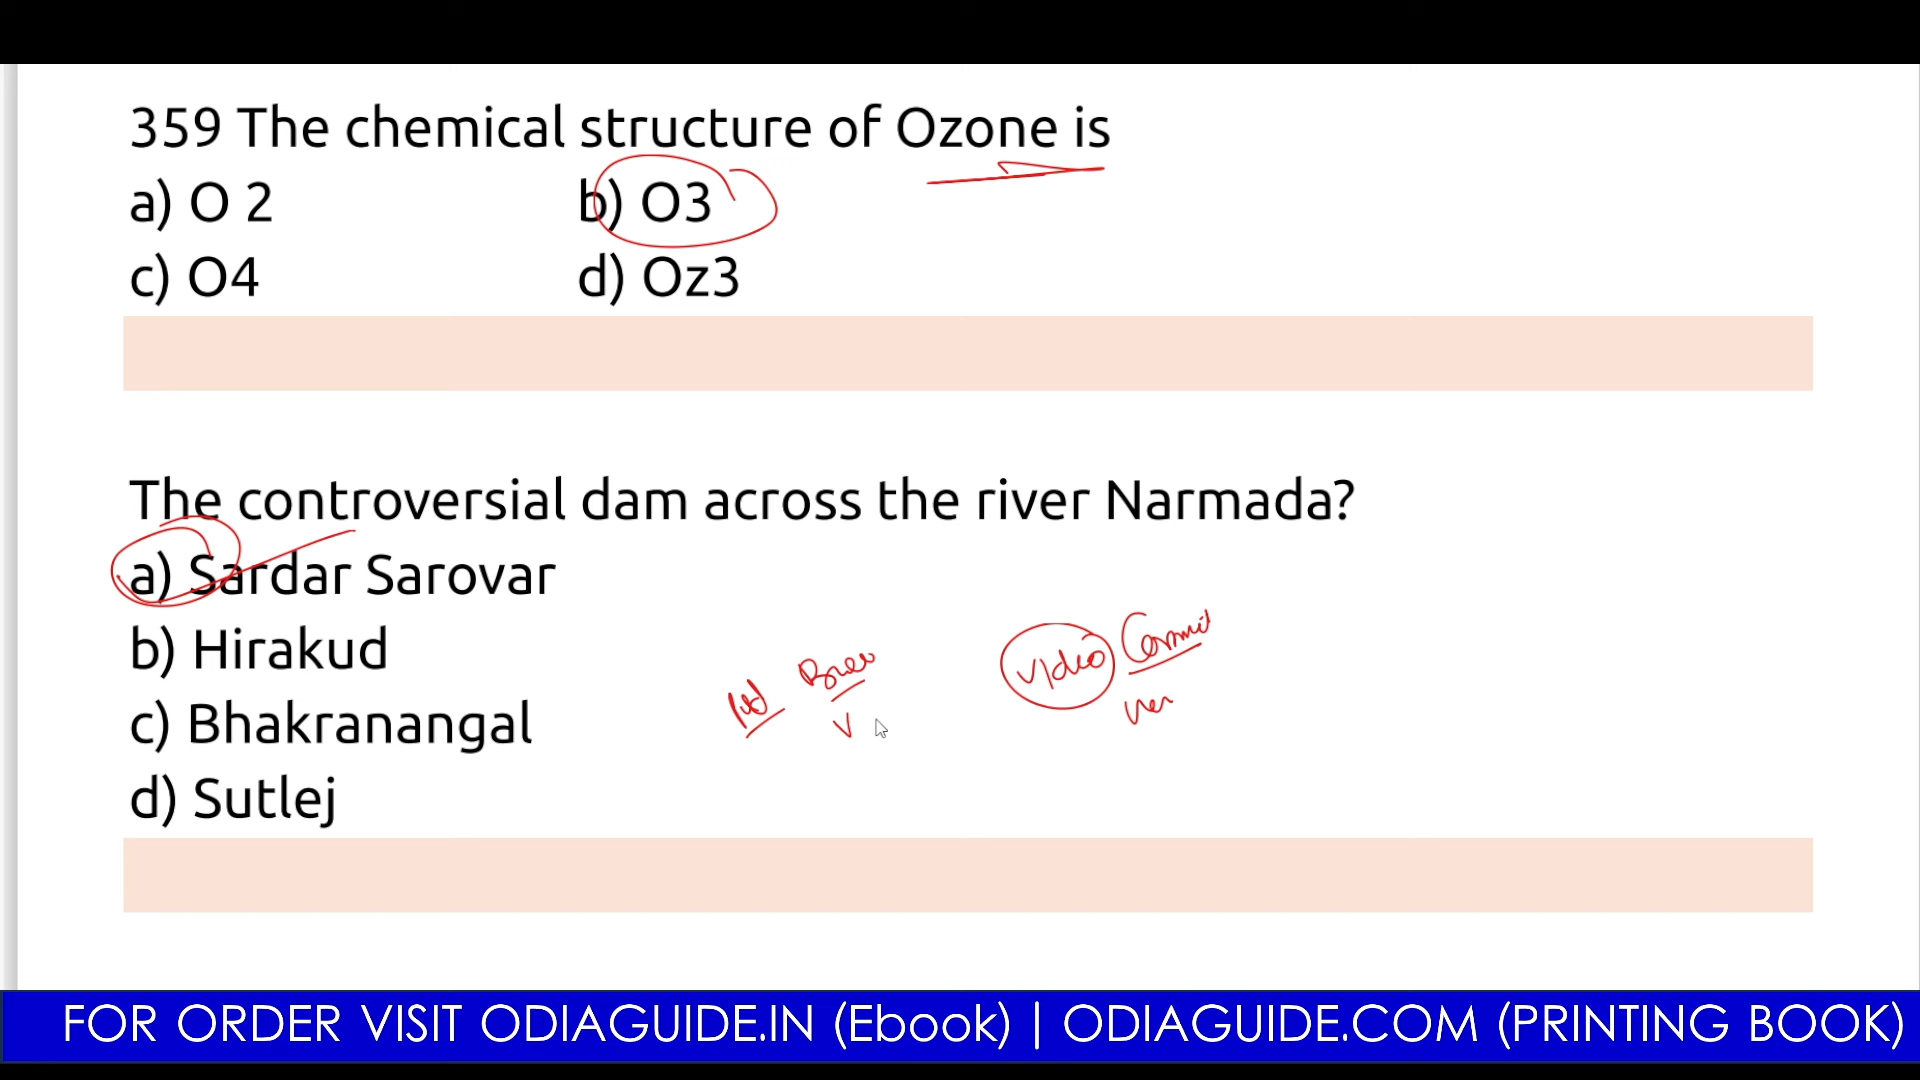 359 The chemical structure of Ozone is
a) O 2 b) O3
c) O4 d) Oz3
The controversial dam across the river Narmada?
a) Sardar Sarovar
b) Hirakud
c) Bhakranangal
d) Sutlej
video
FOR ORDER VISIT ODIAGUIDE.IN (Ebook) | ODIAGUIDE.COM (PRINTING BOOK)